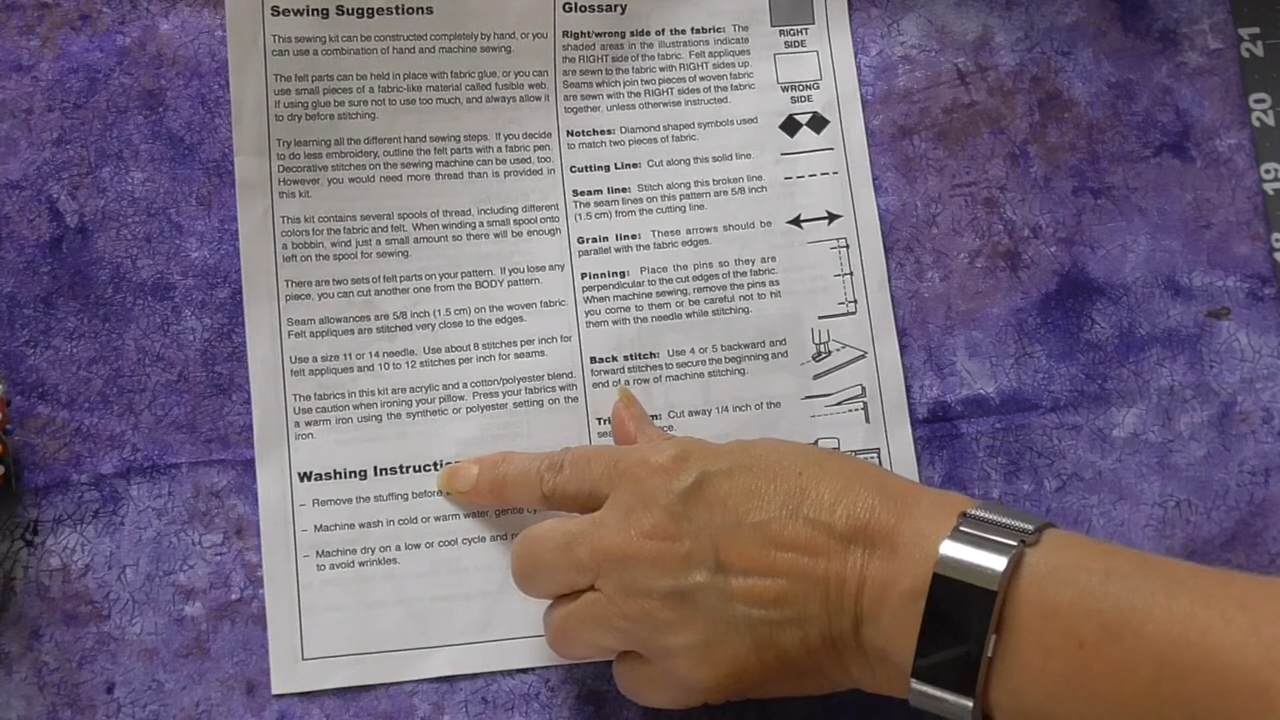 Sewing Suggestions
This sewing kit can be constructed completely by hand, or you
can use a combination of hand and machine sewing.
The felt parts can be held in place with fabric glue, or you can
use small pieces of a fabric-like material called fusible web.
If using glue be sure not to use too much, and always allow it
to dry before stitching.
Try learning all the different hand sewing steps. If you decide
to do less embroidery, outline the felt parts with a fabric pen.
Decorative stitches on the sewing machine can be used, too.
However, you would need more thread than is provided in
this kit.
This kit contains several spools of thread, including different
colors for the fabric and felt. When winding a small spool onto
a bobbin, wind just a small amount so there will be enough
left on the spool for sewing.
There are two sets of felt parts on your pattern. If you lose any
piece, you can cut another one from the BODY pattern.
Seam allowances are 5/8 inch (1.5 cm) on the woven fabric.
Felt appliques are stitched very close to the edges.
Use a size 11 or 14 needle. Use about 8 stitches per inch for
felt appliques and 10 to 12 stitches per inch for seams.
The fabrics in this kit are acrylic and a cotton/polyester blend.
Use caution when ironing your pillow. Press your fabrics with
a warm iron using the synthetic or polyester setting on the
iron.
Washing
– Remove the stuffing before
– Machine wash in cold or warm water, gentle
– Machine dry on a low or cool cycle and
to avoid wrinkles.
Glossary
Right/wrong side of the fabric: The
shaded areas in the illustrations indicate
the RIGHT side of the fabric. Felt appliques
are sewn to the fabric with RIGHT sides up.
Seams which join two pieces of woven fabric
are sewn with the RIGHT sides of the fabric
together, unless otherwise instructed.
RIGHT
SIDE
WRONG
SIDE
Notches: Diamond shaped symbols used
to match two pieces of fabric.
Cutting Line: Cut along this solid line.
Seam line: Stitch along this broken line.
The seam lines on this pattern are 5/8 inch
(1.5 cm) from the cutting line.
Grain line: These arrows should be
parallel with the fabric edges.
Pinning: Place the pins so they are
perpendicular to the cut edges of the fabric.
When machine sewing, remove the pins as
you come to them or be careful not to hit
them with the needle while stitching.
Back stitch: Use 4 or 5 backward and
forward stitches to secure the beginning and
end of a row of machine stitching.
Cut away 1/4 inch of the
21
20
19